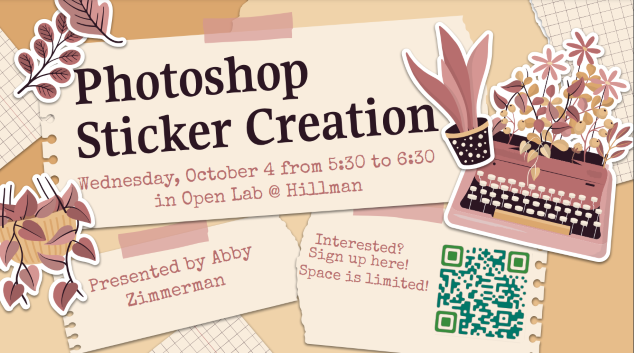 Photoshop
Sticker Creation
Wednesday, October 4 from 5:30 to 6:30
in Open Lab @ Hillman
Presented by Abby
Zimmerman
Interested?
Sign up here!
Space is limited!